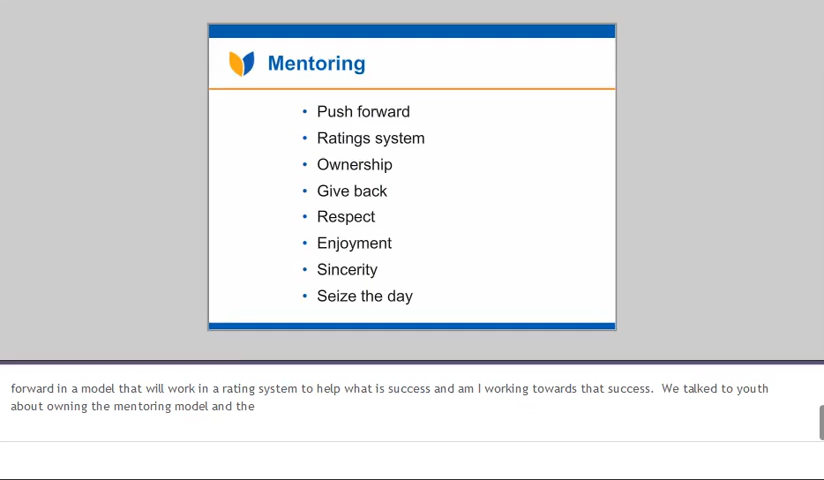 Mentoring
• Push forward
• Ratings system
• Ownership
• Give back
• Respect
• Enjoyment
• Sincerity
• Seize the day
forward in a model that will work in a rating system to help what is success and am I working towards that success.  We talked to youth
about owning the mentoring model and the